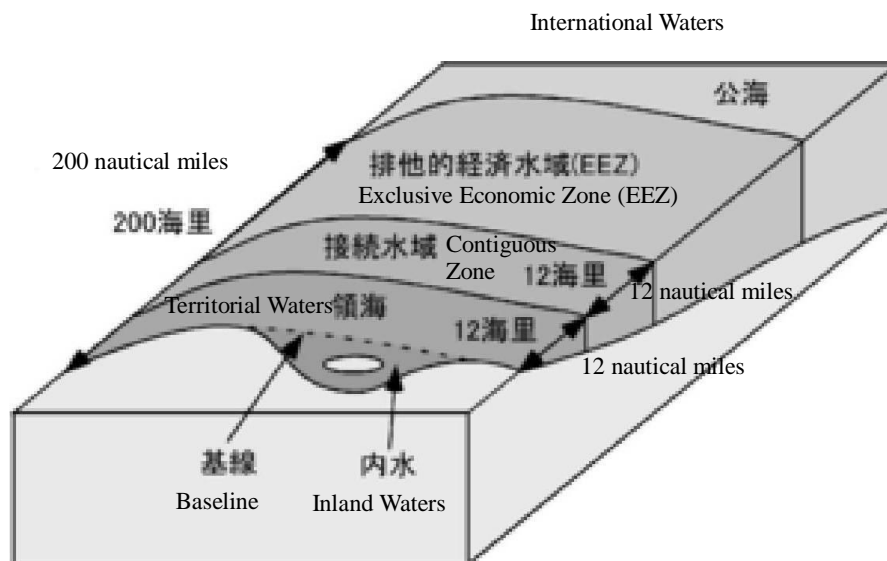 International Waters
公海
200 nautical miles
排他的経済水域(EEZ)
Exclusive Economic Zone (EEZ)
200海里
接続水域
Contiguous
Zone
12海里
12 nautical miles
Territorial Waters
領海
12海里
12 nautical miles
基線
内水
Baseline
Inland Waters